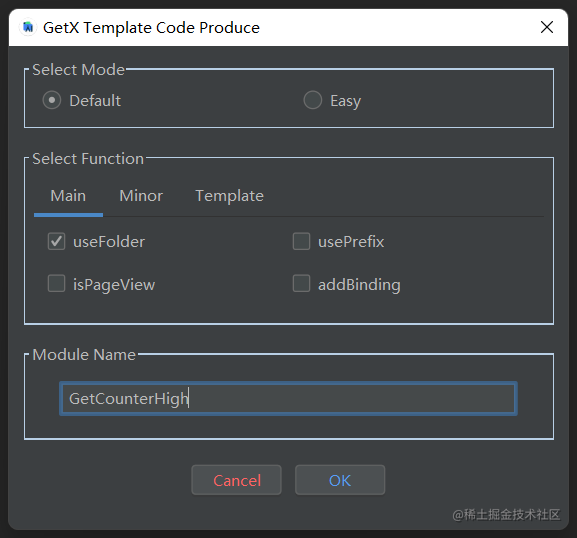 GetX Template Code Produce
Select Mode
Default Easy
Select Function
Main Minor Template
useFolder usePrefix
isPageView addBinding
Module Name
GetCounterHigh
Cancel OK
@稀土掘金技术社区